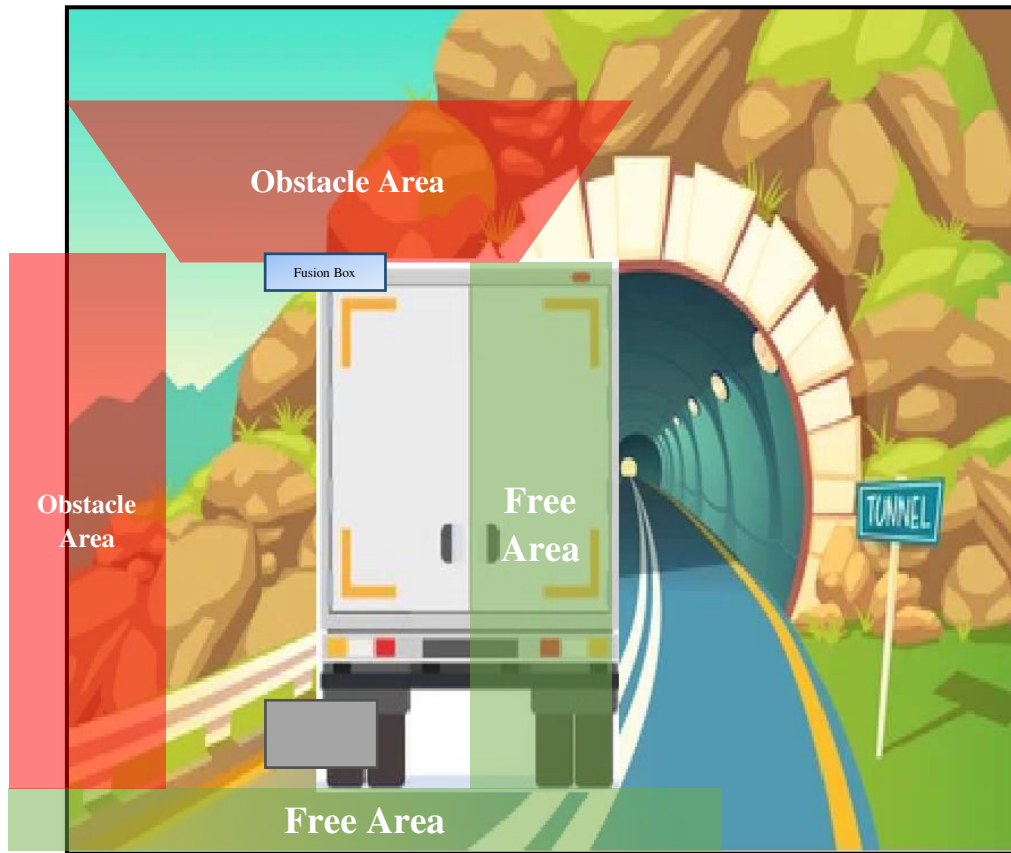 Obstacle Area
Fusion Box
Obstacle
Area
Free
Area
TUNNEL
Free Area